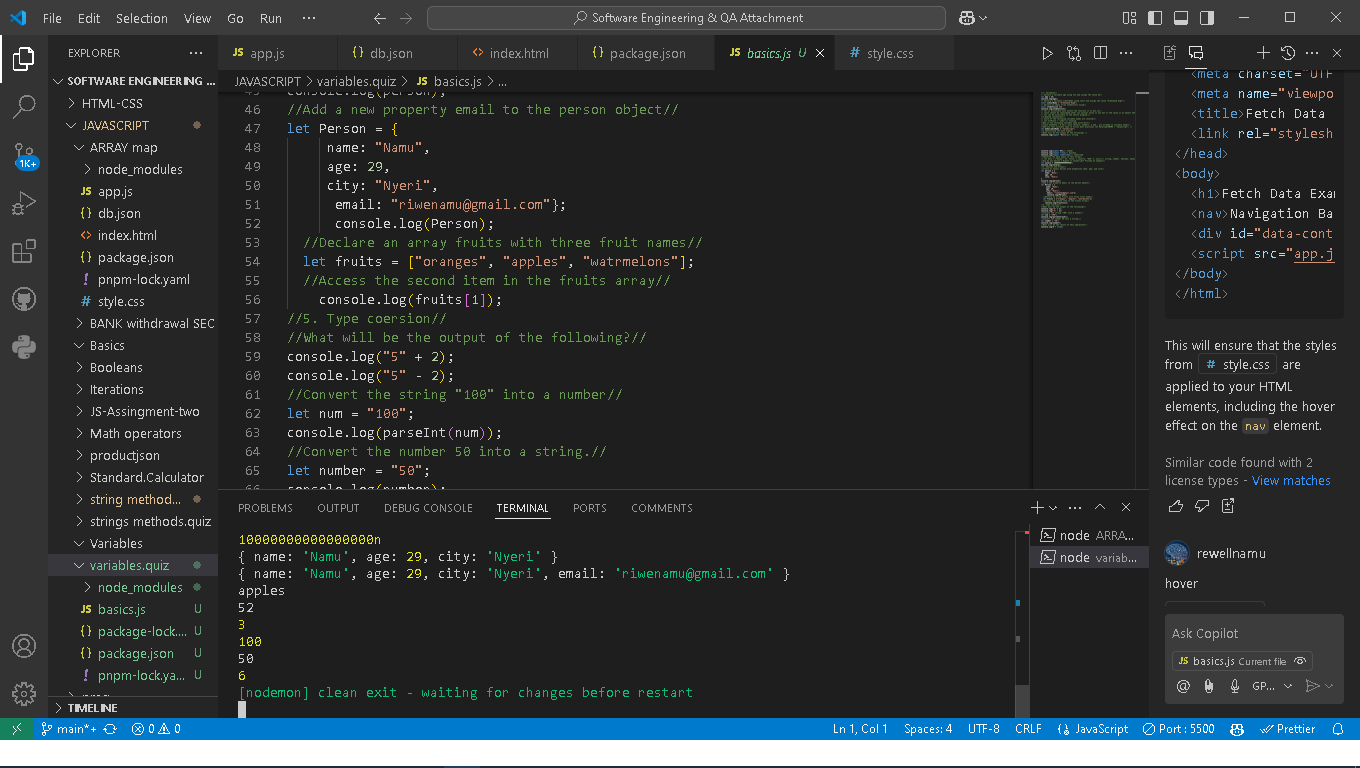 File Edit Selection View Go Run ···
Software Engineering & QA Attachment
EXPLORER ···
SOFTWARE ENGINEERING ...
HTML-CSS
JAVASCRIPT
ARRAY map
node_modules
JS app.js
{} db.json
<> index.html
{} package.json
! pnpm-lock.yaml
# style.css
BANK withdrawal SEC
Basics
Booleans
Iterations
JS-Assingment-two
Math operators
productjson
Standard.Calculator
string method...
strings methods.quiz
Variables
variables.quiz
node_modules
JS basics.js U
{} package-lock.... U
{} package.json U
! pnpm-lock.ya... U
TIMELINE
1K+
JS app.js
{} db.json
<> index.html
{} package.json
JS basics.js U
# style.css
JAVASCRIPT > variables.quiz > JS basics.js > ...
console.log(person);
46 //Add a new property email to the person object//
47 let Person = {
48 name: "Namu",
49 age: 29,
50 city: "Nyeri",
51 email: "riwenamu@gmail.com"};
52 console.log(Person);
53 //Declare an array fruits with three fruit names//
54 let fruits = ["oranges", "apples", "watrmelons"];
55 //Access the second item in the fruits array//
56 console.log(fruits[1]);
57 //5. Type coersion//
58 //What will be the output of the following?//
59 console.log("5" + 2);
60 console.log("5" - 2);
61 //Convert the string "100" into a number//
62 let num = "100";
63 console.log(parseInt(num));
64 //Convert the number 50 into a string.//
65 let number = "50";
66 console.log(number);
PROBLEMS OUTPUT DEBUG CONSOLE TERMINAL PORTS COMMENTS
10000000000000000n
{ name: 'Namu', age: 29, city: 'Nyeri' }
{ name: 'Namu', age: 29, city: 'Nyeri', email: 'riwenamu@gmail.com' }
apples
52
3
100
50
6
[nodemon] clean exit - waiting for changes before restart
node ARRA...
node variab...
<meta charset="UTF
<meta name="viewpo
<title>Fetch Data
<link rel="stylesh
</head>
<body>
<h1>Fetch Data Exa
<nav>Navigation Ba
<div id="data-cont
<script src="app.j
</body>
</html>
This will ensure that the styles
from # style.css are
applied to your HTML
elements, including the hover
effect on the nav element.
Similar code found with 2
license types - View matches
rewellnamu
hover
Ask Copilot
JS basics.js Current file
@ GP...
main*+ 0 0 Ln 1, Col 1 Spaces: 4 UTF-8 CRLF {} JavaScript Port : 5500 Prettier